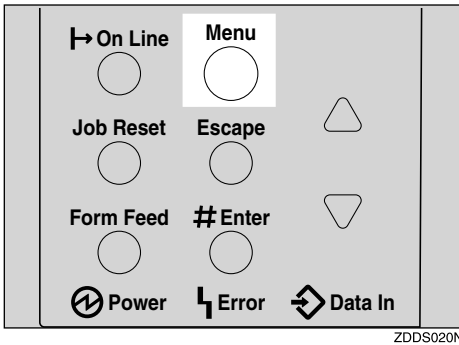 On Line Menu
Job Reset Escape
Form Feed # Enter
Power Error Data In
ZDDS020N